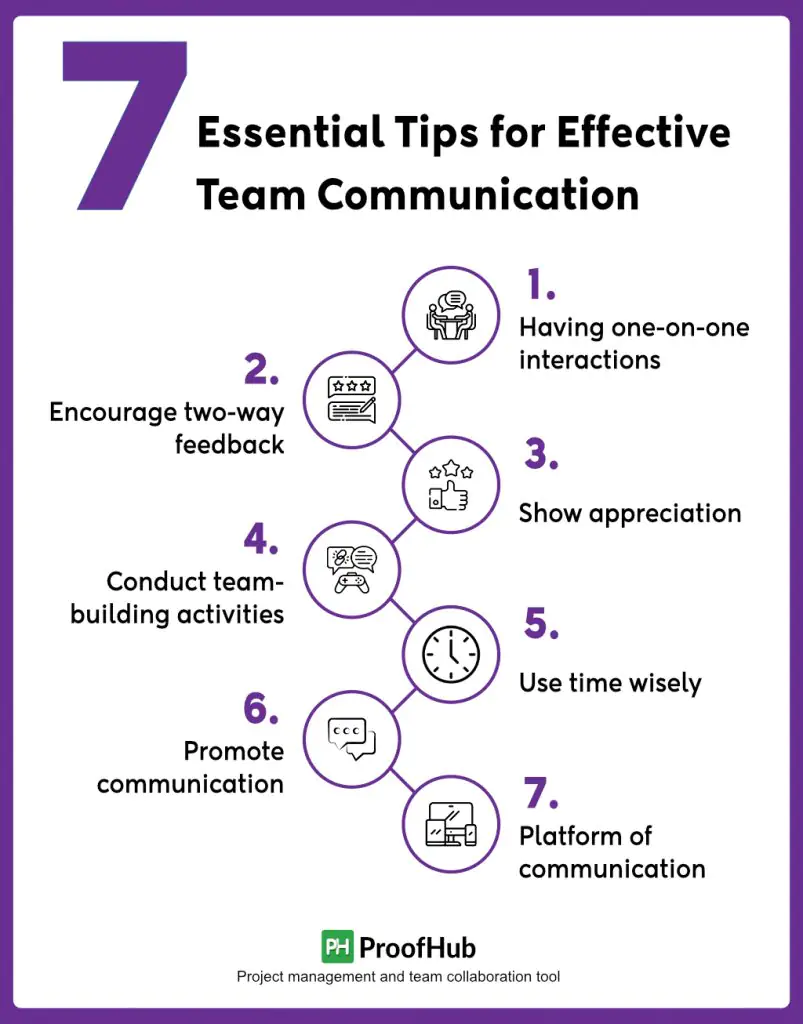 7
Essential Tips for Effective
Team Communication
1.
Having one-on-one
interactions
2.
Encourage two-way
feedback
3.
Show appreciation
4.
Conduct team-
building activities
5.
Use time wisely
6.
Promote
communication
7.
Platform of
communication
PH ProofHub
Project management and team collaboration tool